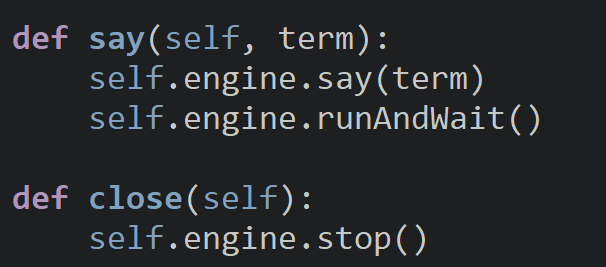 def say(self, term):
    self.engine.say(term)
    self.engine.runAndWait()

def close(self):
    self.engine.stop()